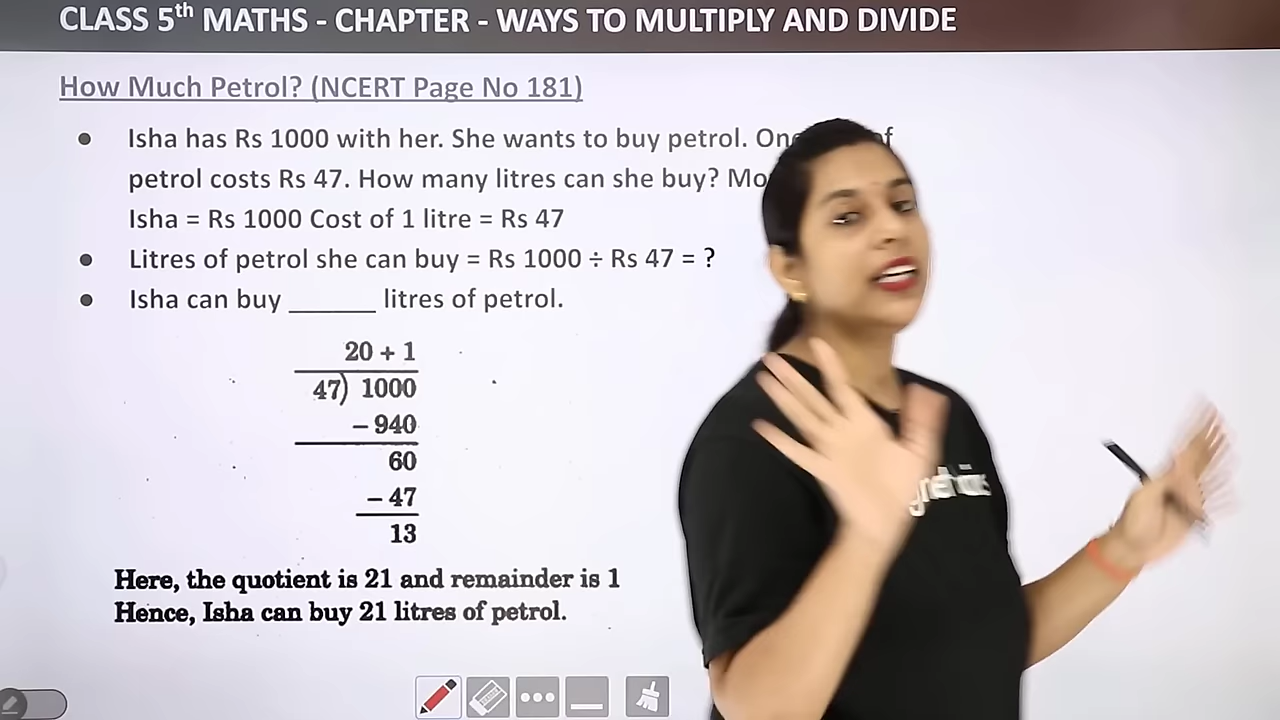 CLASS 5th MATHS - CHAPTER - WAYS TO MULTIPLY AND DIVIDE
How Much Petrol? (NCERT Page No 181)
● Isha has Rs 1000 with her. She wants to buy petrol. of
petrol costs Rs 47. How many litres can she buy?
Isha = Rs 1000 Cost of 1 litre = Rs 47
● Litres of petrol she can buy = Rs 1000 ÷ Rs 47 = ?
● Isha can buy ______ litres of petrol.
20 + 1
47) 1000
– 940
60
– 47
13
Here, the quotient is 21 and remainder is 1
Hence, Isha can buy 21 litres of petrol.